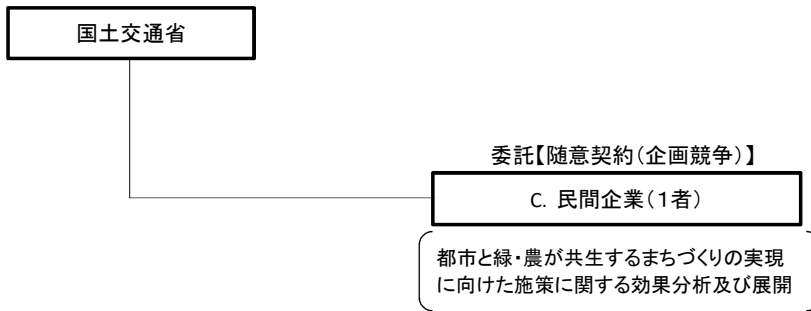 国土交通省
委託【随意契約(企画競争)】
C. 民間企業(1者)
都市と緑・農が共生するまちづくりの実現
に向けた施策に関する効果分析及び展開